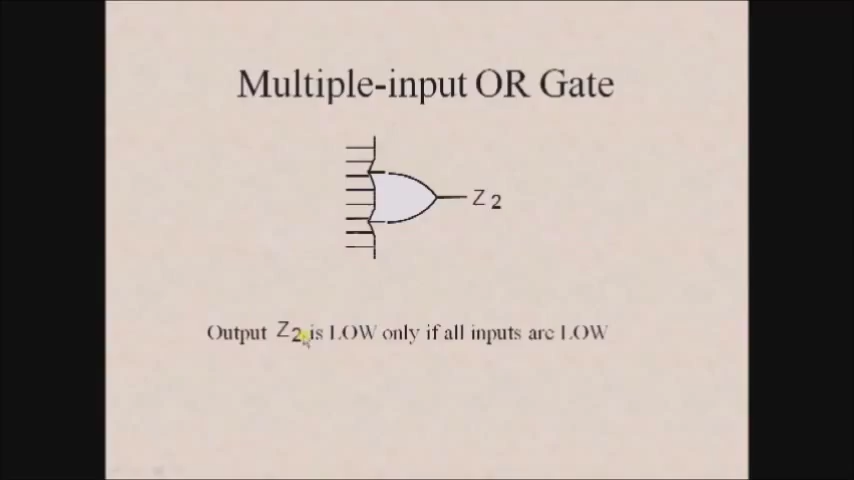 Multiple-input OR Gate
Z 2
Output Z2 is LOW only if all inputs are LOW